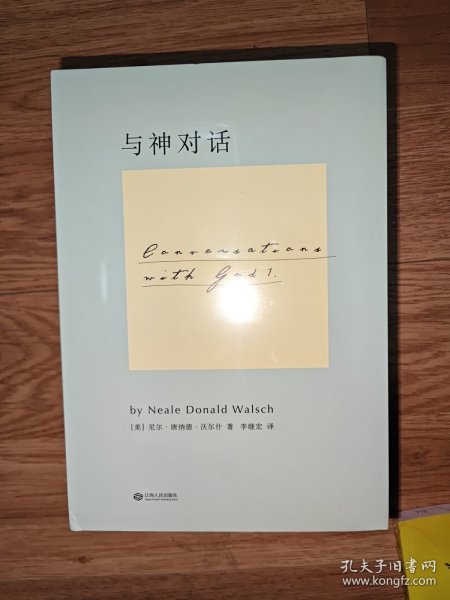 与神对话
Conversations
with God 1.
by Neale Donald Walsch
[美] 尼尔·唐纳德·沃尔什 著 李继宏 译
江西人民出版社
孔夫子旧书网
www.kongfz.com